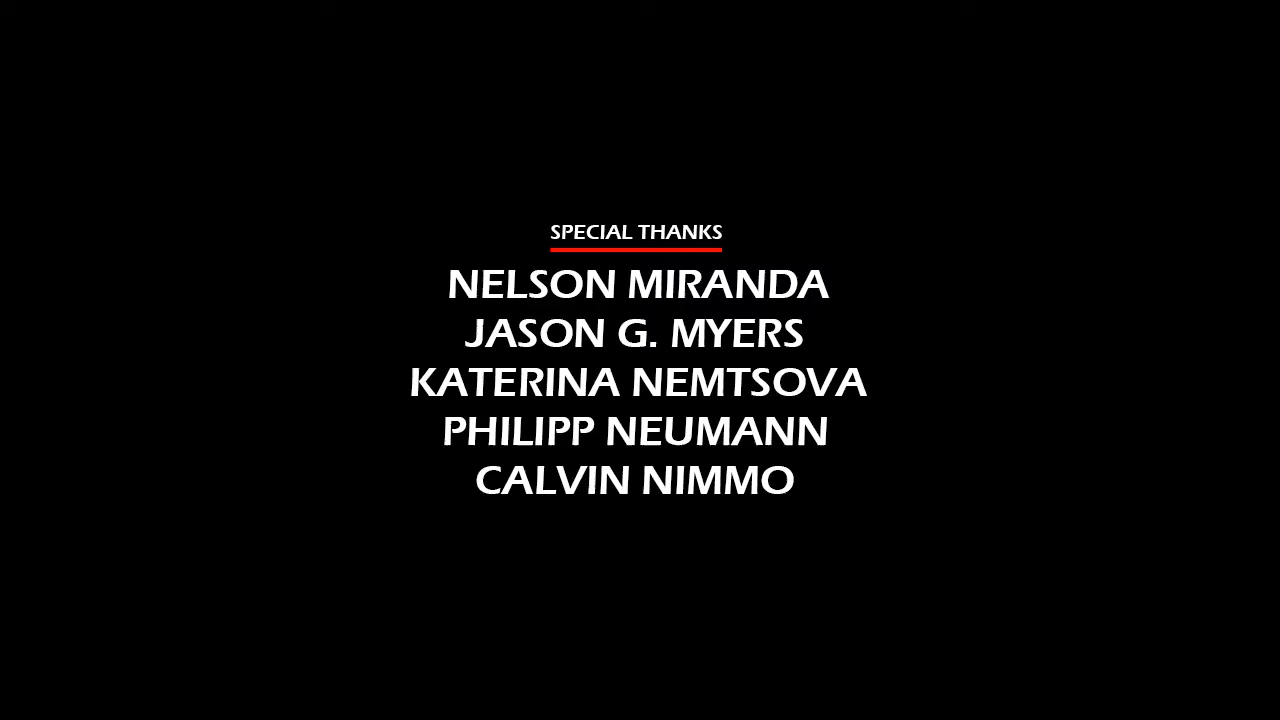 SPECIAL THANKS
NELSON MIRANDA
JASON G. MYERS
KATERINA NEMTSOVA
PHILIPP NEUMANN
CALVIN NIMMO